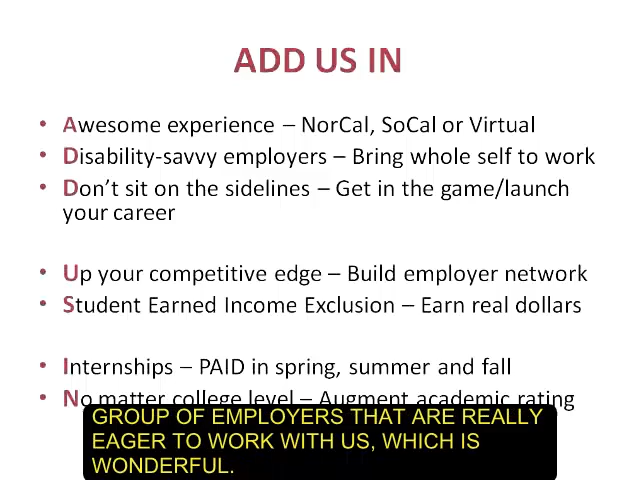 ADD US IN
• Awesome experience – NorCal, SoCal or Virtual
• Disability-savvy employers – Bring whole self to work
• Don't sit on the sidelines – Get in the game/launch
your career
• Up your competitive edge – Build employer network
• Student Earned Income Exclusion – Earn real dollars
• Internships – PAID in spring, summer and fall
• No matter college level – Augment academic rating
GROUP OF EMPLOYERS THAT ARE REALLY
EAGER TO WORK WITH US, WHICH IS
WONDERFUL.